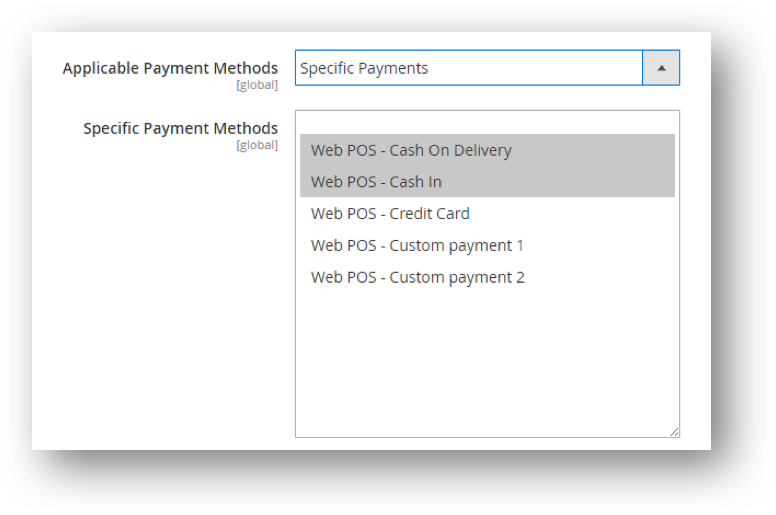 Applicable Payment Methods
[global]
Specific Payments
Specific Payment Methods
[global]
Web POS - Cash On Delivery
Web POS - Cash In
Web POS - Credit Card
Web POS - Custom payment 1
Web POS - Custom payment 2